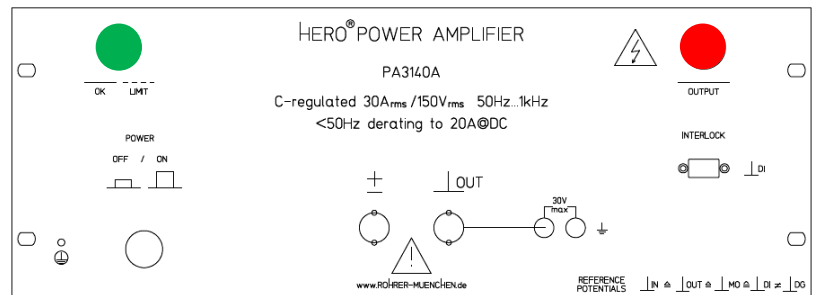 HERO® POWER AMPLIFIER
PA3140A
C-regulated 30Arms /150Vrms 50Hz...1kHz
<50Hz derating to 20A@DC
OK LIMIT
OUTPUT
POWER
OFF / ON
INTERLOCK
DI
± OUT
30V
max
www.ROHRER-MUENCHEN.de
REFERENCE
POTENTIALS IN ≙ OUT ≙ MO ≙ DI ≠ DG